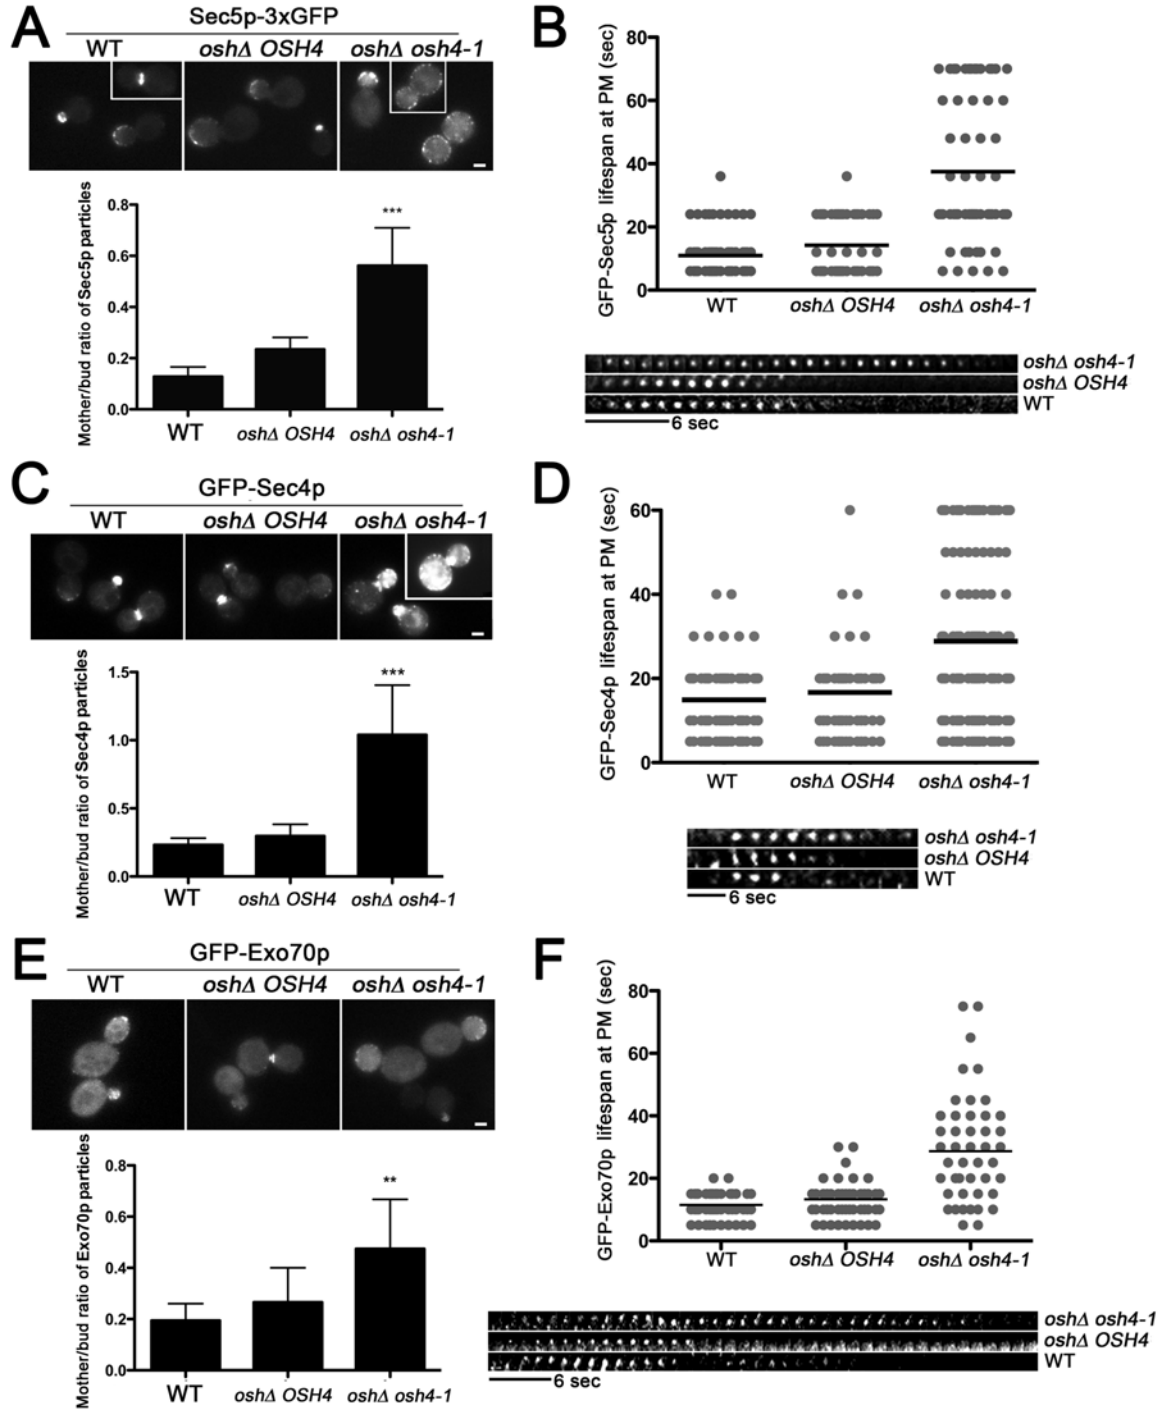 A
Sec5p-3xGFP
WT
oshΔ OSH4
oshΔ osh4-1
Mother/bud ratio of Sec5p particles
0.8
0.6
0.4
0.2
0.0
***
WT
oshΔ OSH4
oshΔ osh4-1
B
GFP-Sec5p lifespan at PM (sec)
80
60
40
20
0
WT
oshΔ OSH4
oshΔ osh4-1
oshΔ osh4-1
oshΔ OSH4
WT
6 sec
C
GFP-Sec4p
WT
oshΔ OSH4
oshΔ osh4-1
Mother/bud ratio of Sec4p particles
1.5
1.0
0.5
0.0
***
WT
oshΔ OSH4
oshΔ osh4-1
D
GFP-Sec4p lifespan at PM (sec)
60
40
20
0
WT
oshΔ OSH4
oshΔ osh4-1
oshΔ osh4-1
oshΔ OSH4
WT
6 sec
E
GFP-Exo70p
WT
oshΔ OSH4
oshΔ osh4-1
Mother/bud ratio of Exo70p particles
0.8
0.6
0.4
0.2
0.0
**
WT
oshΔ OSH4
oshΔ osh4-1
F
GFP-Exo70p lifespan at PM (sec)
80
60
40
20
0
WT
oshΔ OSH4
oshΔ osh4-1
oshΔ osh4-1
oshΔ OSH4
WT
6 sec